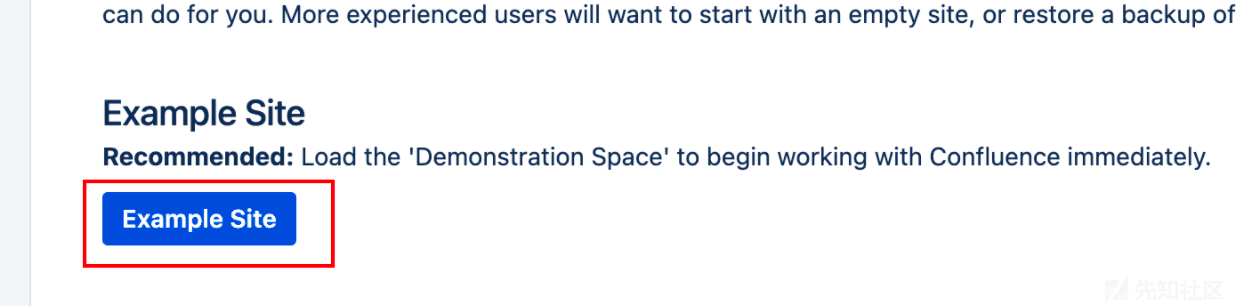 can do for you. More experienced users will want to start with an empty site, or restore a backup of
Example Site
Recommended: Load the 'Demonstration Space' to begin working with Confluence immediately.
Example Site
先知社区